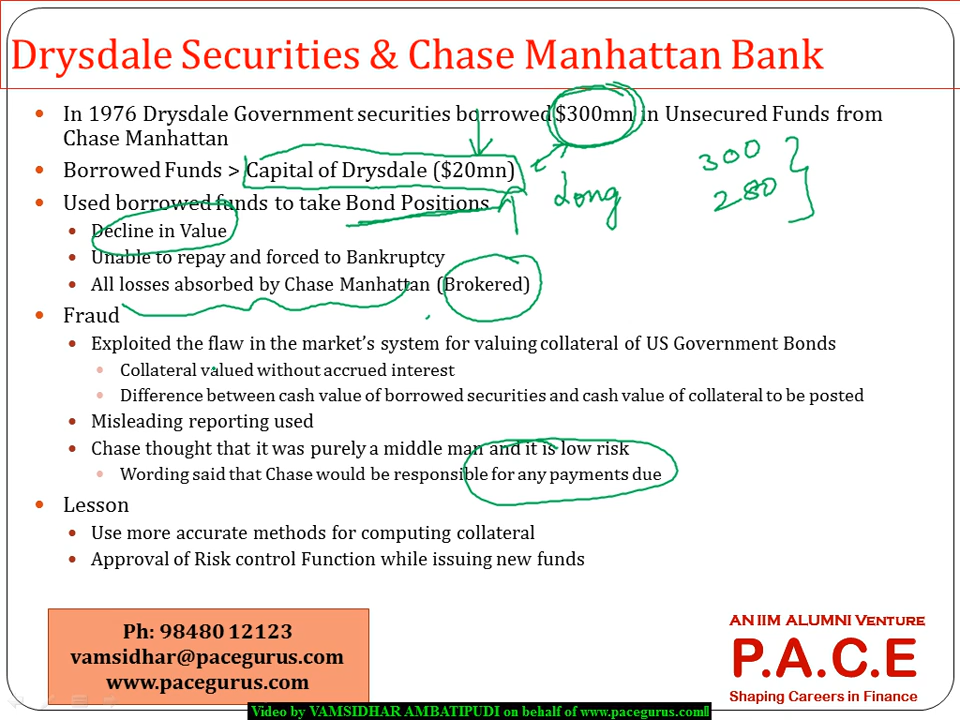 Drysdale Securities & Chase Manhattan Bank
In 1976 Drysdale Government securities borrowed $300mn in Unsecured Funds from
Chase Manhattan
Borrowed Funds > Capital of Drysdale ($20mn)
300
280
Long
Used borrowed funds to take Bond Positions
Decline in Value
Unable to repay and forced to Bankruptcy
All losses absorbed by Chase Manhattan (Brokered)
Fraud
Exploited the flaw in the market's system for valuing collateral of US Government Bonds
Collateral valued without accrued interest
Difference between cash value of borrowed securities and cash value of collateral to be posted
Misleading reporting used
Chase thought that it was purely a middle man and it is low risk
Wording said that Chase would be responsible for any payments due
Lesson
Use more accurate methods for computing collateral
Approval of Risk control Function while issuing new funds
Ph: 98480 12123
vamsidhar@pacegurus.com
www.pacegurus.com
AN IIM ALUMNI VENTURE
P.A.C.E
Shaping Careers in Finance
Video by VAMSIDHAR AMBATIPUDI on behalf of www.pacegurus.com